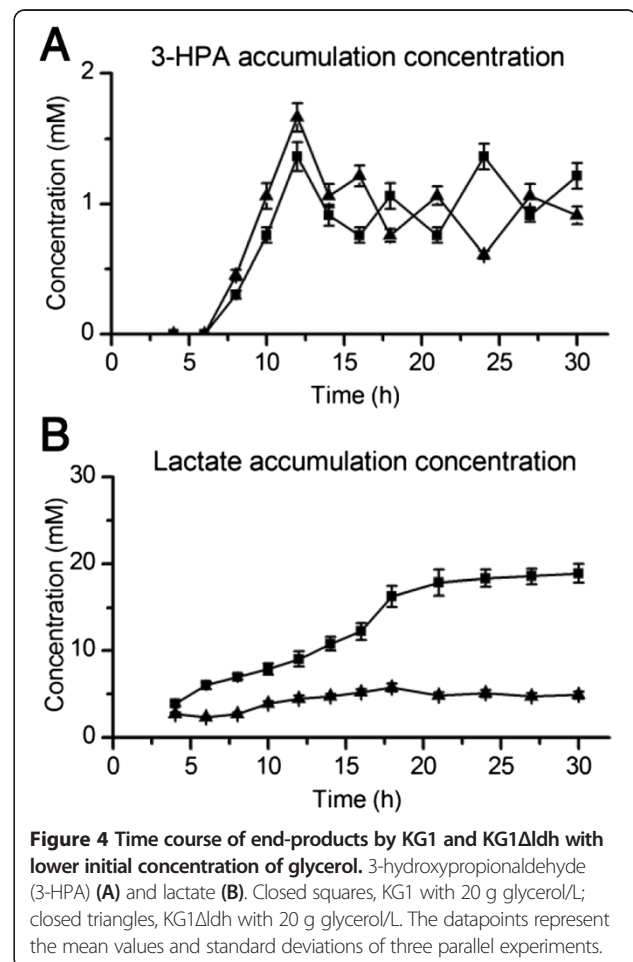 A
3-HPA accumulation concentration
Concentration (mM)
2
1
0
0 5 10 15 20 25 30
Time (h)
B
Lactate accumulation concentration
Concentration (mM)
30
20
10
0
0 5 10 15 20 25 30
Time (h)
Figure 4 Time course of end-products by KG1 and KG1Δldh with
lower initial concentration of glycerol. 3-hydroxypropionaldehyde
(3-HPA) (A) and lactate (B). Closed squares, KG1 with 20 g glycerol/L;
closed triangles, KG1Δldh with 20 g glycerol/L. The datapoints represent
the mean values and standard deviations of three parallel experiments.